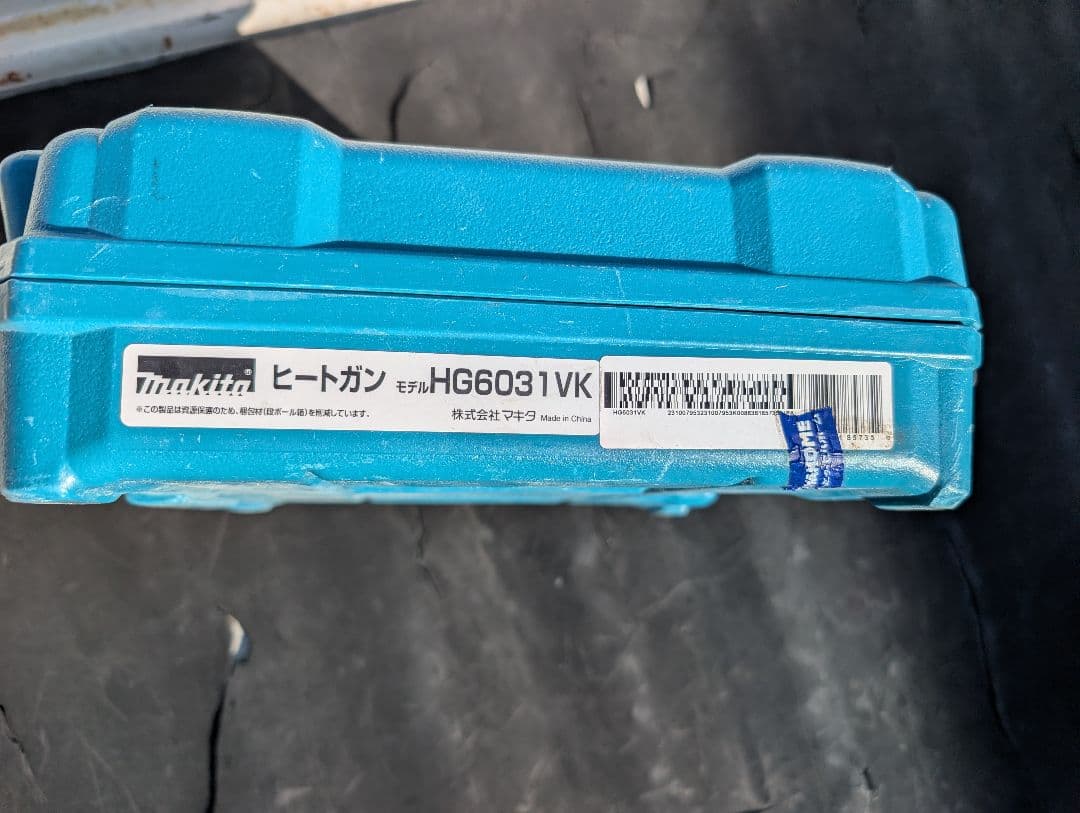 makita® ヒートガン モデルHG6031VK
※この製品は資源保護のため、梱包材(段ボール箱)を削減しています。
株式会社マキタ Made in China
HG6031VK
85735
HOME